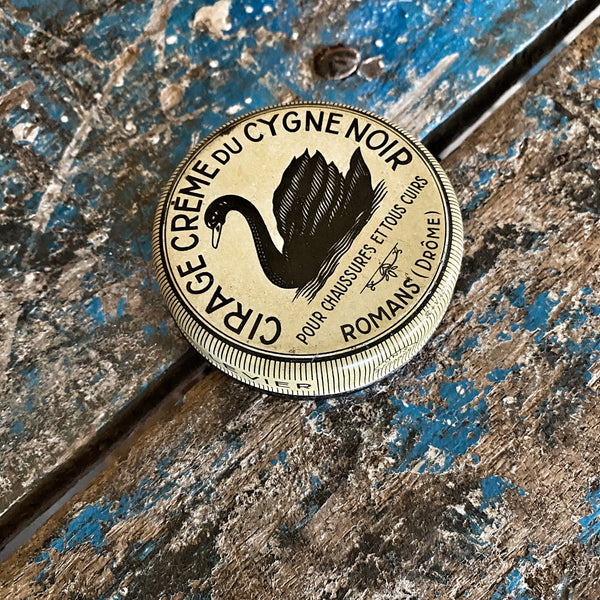 CIRAGE CRÈME DU CYGNE NOIR
POUR CHAUSSURES ET TOUS CUIRS
ROMANS (DRÔME)